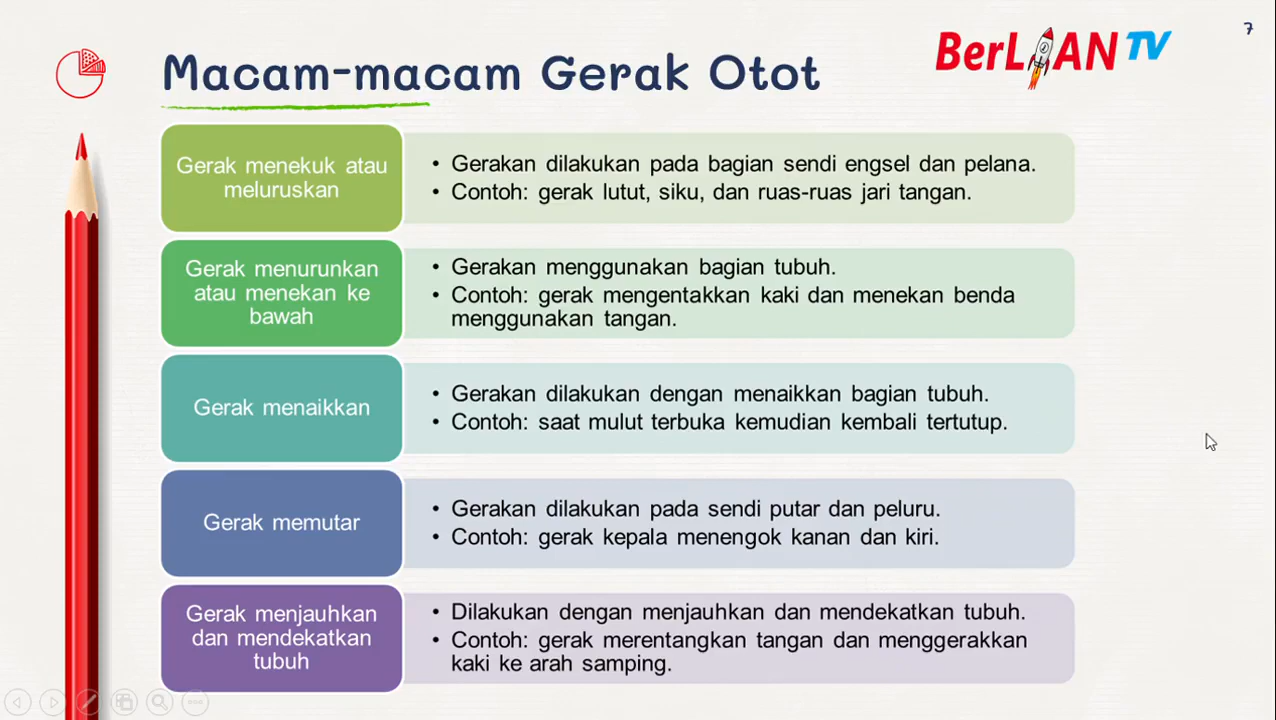 7
BerLIAN TV
Macam-macam Gerak Otot
Gerak menekuk atau
meluruskan
• Gerakan dilakukan pada bagian sendi engsel dan pelana.
• Contoh: gerak lutut, siku, dan ruas-ruas jari tangan.
Gerak menurunkan
atau menekan ke
bawah
• Gerakan menggunakan bagian tubuh.
• Contoh: gerak mengentakkan kaki dan menekan benda
menggunakan tangan.
Gerak menaikkan
• Gerakan dilakukan dengan menaikkan bagian tubuh.
• Contoh: saat mulut terbuka kemudian kembali tertutup.
Gerak memutar
• Gerakan dilakukan pada sendi putar dan peluru.
• Contoh: gerak kepala menengok kanan dan kiri.
Gerak menjauhkan
dan mendekatkan
tubuh
• Dilakukan dengan menjauhkan dan mendekatkan tubuh.
• Contoh: gerak merentangkan tangan dan menggerakkan
kaki ke arah samping.